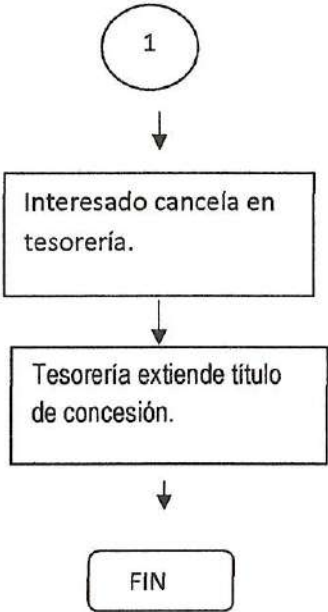 1
Interesado cancela en
tesorería.
Tesorería extiende título
de concesión.
FIN